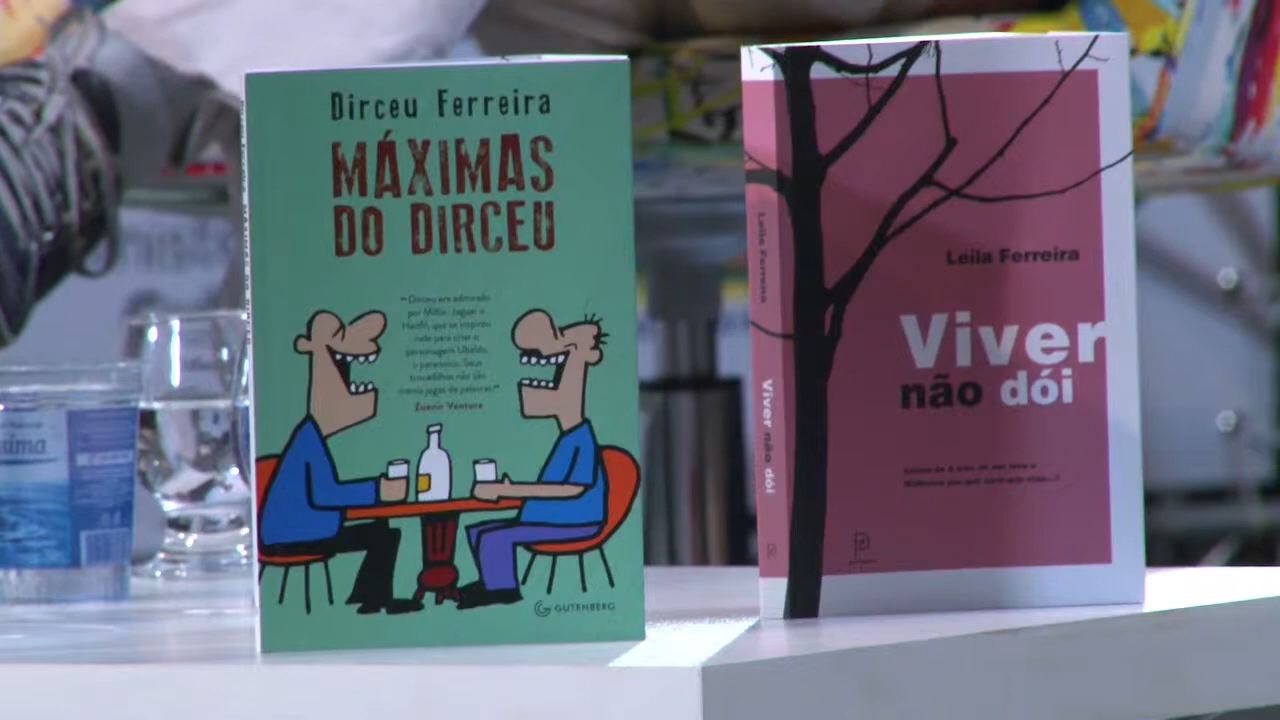 Dirceu Ferreira
MÁXIMAS
DO DIRCEU
"Dirceu era admirado
por Millôr, Jaguar e
Henfil, que se inspirou
nele para criar o
personagem Ubaldo,
o paranoico. Seus
trocadilhos não são
meros jogos de palavras."
Zuenir Ventura
GUTENBERG
Leila Ferreira
Viver não dói
Leila Ferreira
Viver
não dói